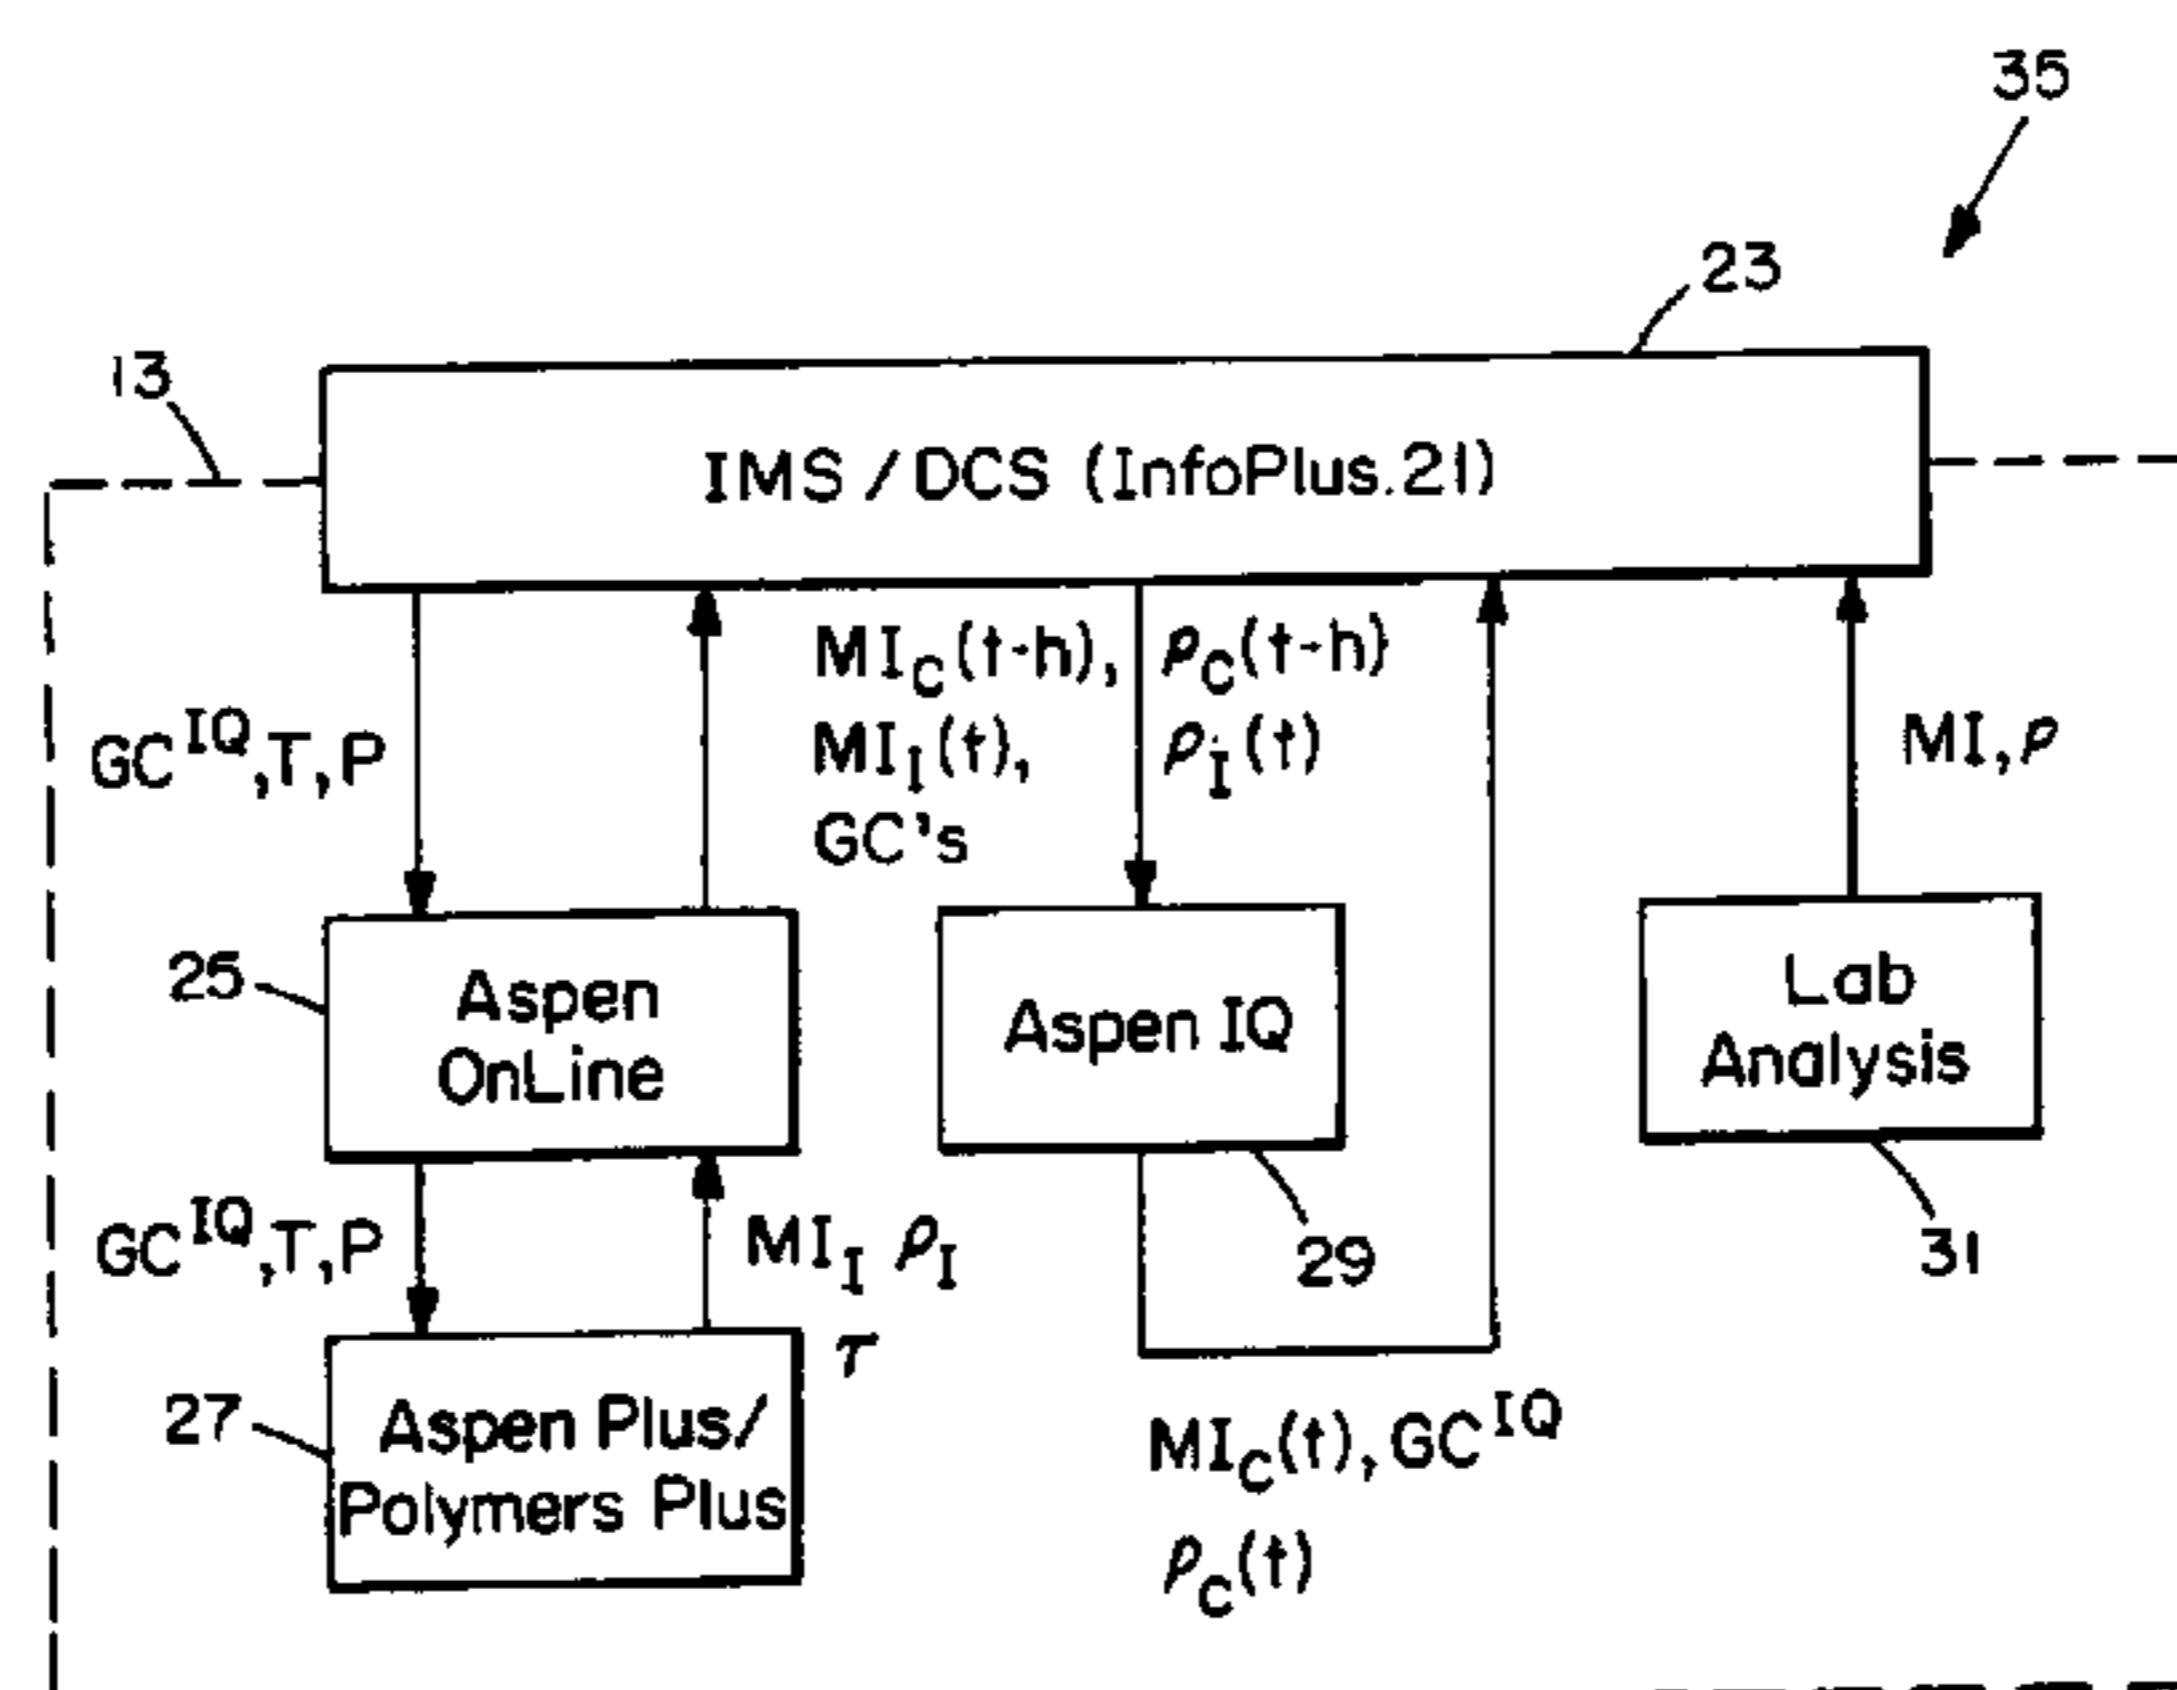 35
23
13
IMS/DCS (InfoPlus.21)
MI_C(t-h), ρ_C(t-h)
MI_I(t), ρ_I(t)
GC's
GC^IQ,T,P
MI,ρ
25
Aspen
OnLine
Aspen IQ
Lab
Analysis
GC^IQ,T,P
MI_I ρ_I
τ
29
31
27
Aspen Plus/
Polymers Plus
MI_C(t),GC^IQ
ρ_C(t)